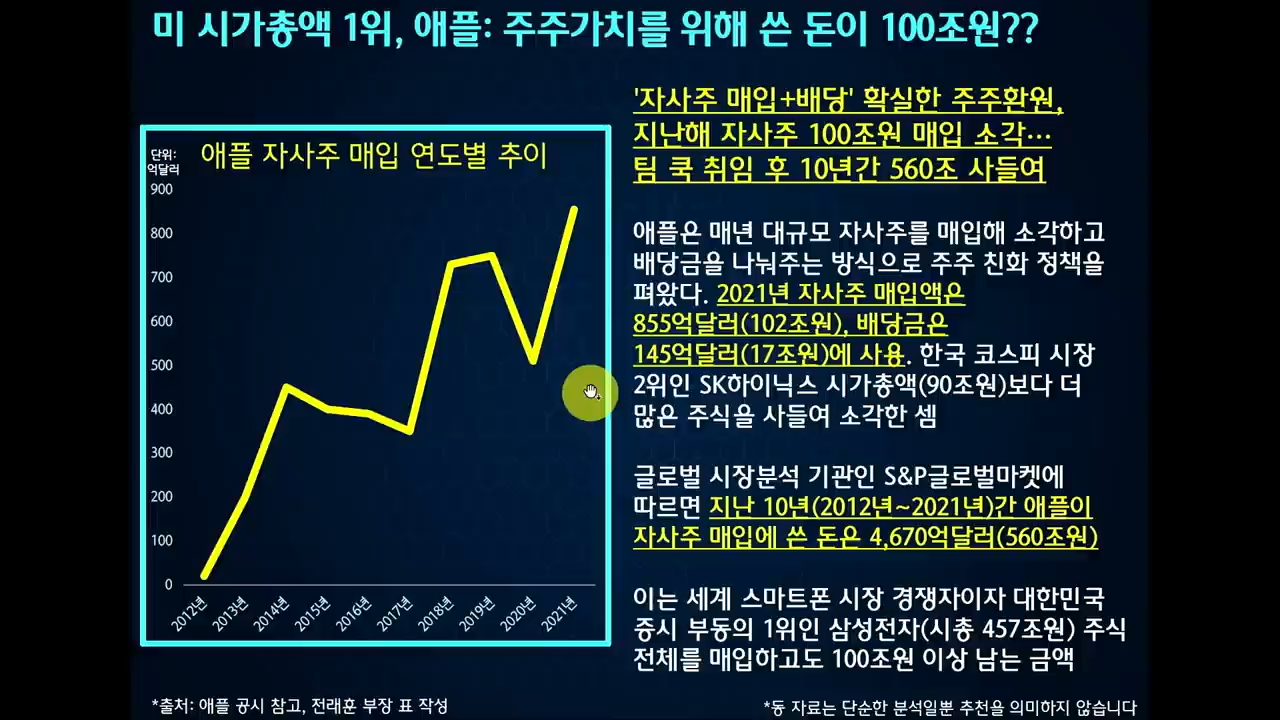 미 시가총액 1위, 애플: 주주가치를 위해 쓴 돈이 100조원??
단위:
억달러
애플 자사주 매입 연도별 추이
900
800
700
600
500
400
300
200
100
0
2012년
2013년
2014년
2015년
2016년
2017년
2018년
2019년
2020년
2021년
'자사주 매입+배당' 확실한 주주환원,
지난해 자사주 100조원 매입 소각…
팀 쿡 취임 후 10년간 560조 사들여
애플은 매년 대규모 자사주를 매입해 소각하고
배당금을 나눠주는 방식으로 주주 친화 정책을
펴왔다. 2021년 자사주 매입액은
855억달러(102조원), 배당금은
145억달러(17조원)에 사용. 한국 코스피 시장
2위인 SK하이닉스 시가총액(90조원)보다 더
많은 주식을 사들여 소각한 셈
글로벌 시장분석 기관인 S&P글로벌마켓에
따르면 지난 10년(2012년~2021년)간 애플이
자사주 매입에 쓴 돈은 4,670억달러(560조원)
이는 세계 스마트폰 시장 경쟁자이자 대한민국
증시 부동의 1위인 삼성전자(시총 457조원) 주식
전체를 매입하고도 100조원 이상 남는 금액
*출처: 애플 공시 참고, 전래훈 부장 표 작성
*동 자료는 단순한 분석일뿐 추천을 의미하지 않습니다